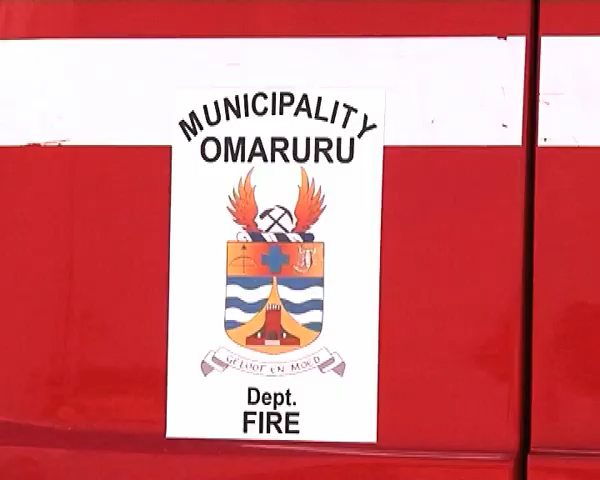 MUNICIPALITY
OMARURU
GELOOF EN MOED
Dept.
FIRE